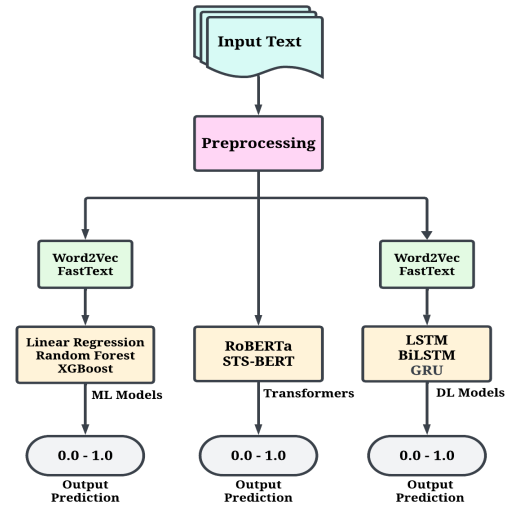 Input Text
Preprocessing
Word2Vec
FastText
Word2Vec
FastText
Linear Regression
Random Forest
XGBoost
RoBERTa
STS-BERT
LSTM
BiLSTM
GRU
ML Models
Transformers
DL Models
0.0 - 1.0
0.0 - 1.0
0.0 - 1.0
Output
Prediction
Output
Prediction
Output
Prediction